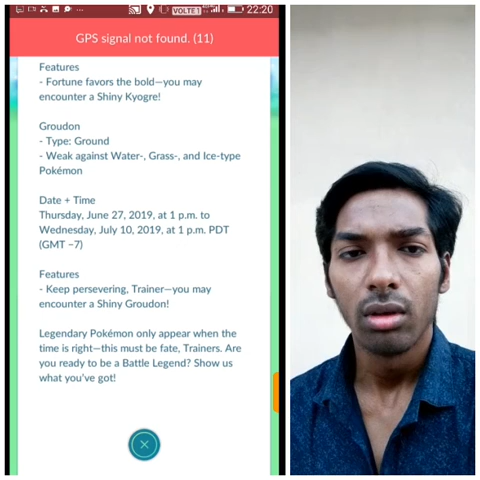 VOLTE1 22:20
GPS signal not found. (11)
Features
- Fortune favors the bold—you may
encounter a Shiny Kyogre!
Groudon
- Type: Ground
- Weak against Water-, Grass-, and Ice-type
Pokémon
Date + Time
Thursday, June 27, 2019, at 1 p.m. to
Wednesday, July 10, 2019, at 1 p.m. PDT
(GMT −7)
Features
- Keep persevering, Trainer—you may
encounter a Shiny Groudon!
Legendary Pokémon only appear when the
time is right—this must be fate, Trainers. Are
you ready to be a Battle Legend? Show us
what you've got!